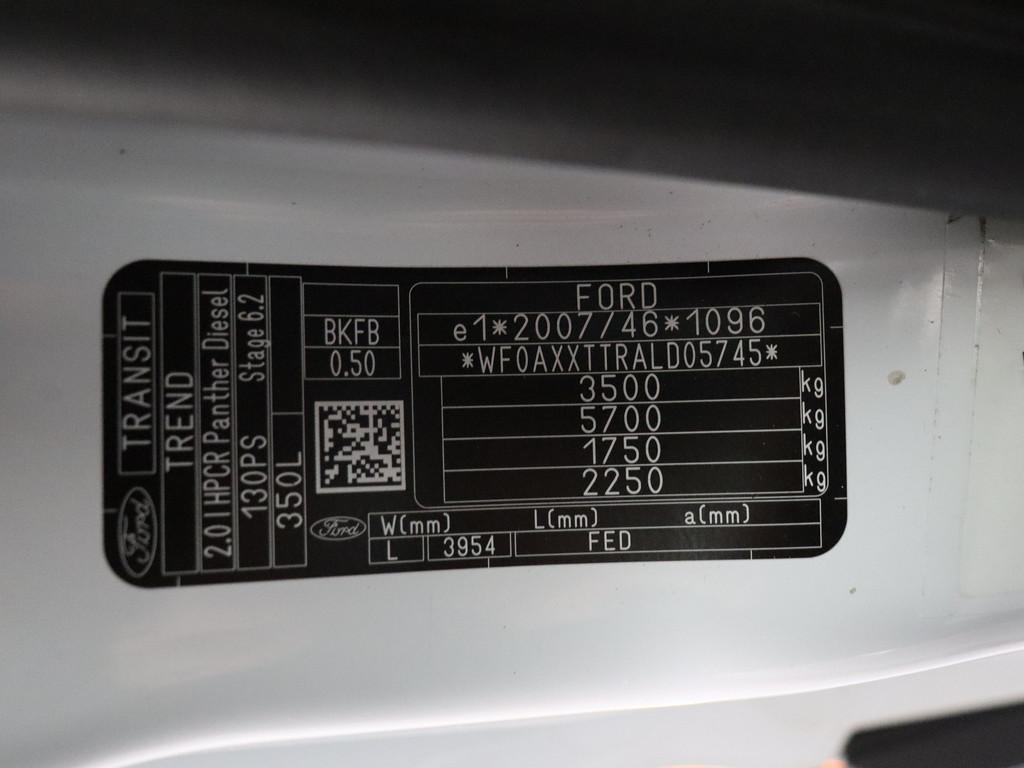 TRANSIT
Ford
TREND
2.0 l HPCR Panther Diesel
130PS Stage 6.2
350L
BKFB
0.50
Ford
FORD
e1*2007/46*1096
*WF0AXXTTRALD05745*
3500 kg
5700 kg
1750 kg
2250 kg
W(mm) L(mm) a(mm)
L 3954 FED